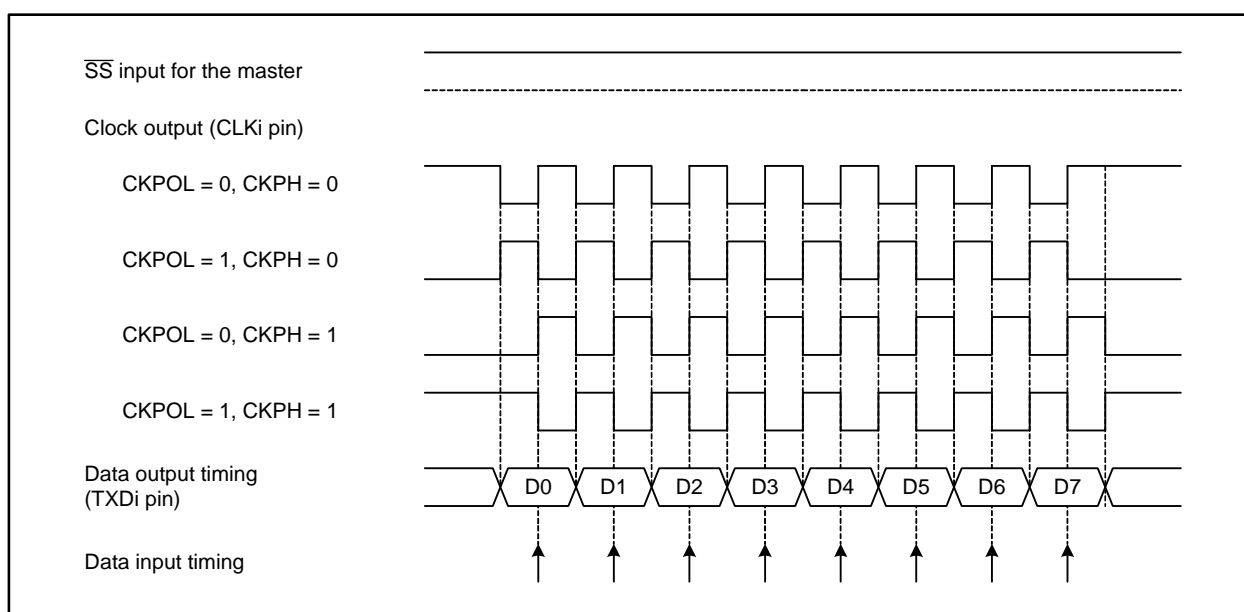 S̅S̅ input for the master
Clock output (CLKi pin)
CKPOL = 0, CKPH = 0
CKPOL = 1, CKPH = 0
CKPOL = 0, CKPH = 1
CKPOL = 1, CKPH = 1
Data output timing
(TXDi pin)
D0 D1 D2 D3 D4 D5 D6 D7
Data input timing